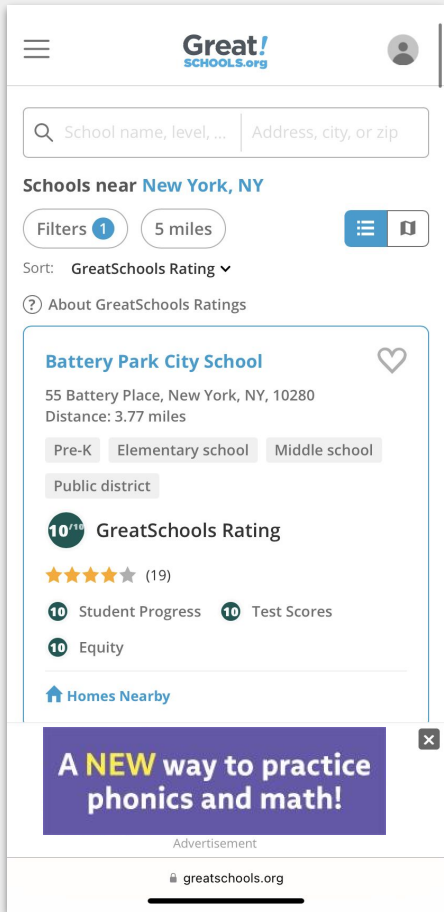 Great!
SCHOOLS.org
School name, level, ... Address, city, or zip
Schools near New York, NY
Filters 1 5 miles
Sort: GreatSchools Rating
? About GreatSchools Ratings
Battery Park City School
55 Battery Place, New York, NY, 10280
Distance: 3.77 miles
Pre-K Elementary school Middle school
Public district
10/10 GreatSchools Rating
(19)
10 Student Progress 10 Test Scores
10 Equity
Homes Nearby
A NEW way to practice
phonics and math!
Advertisement
greatschools.org